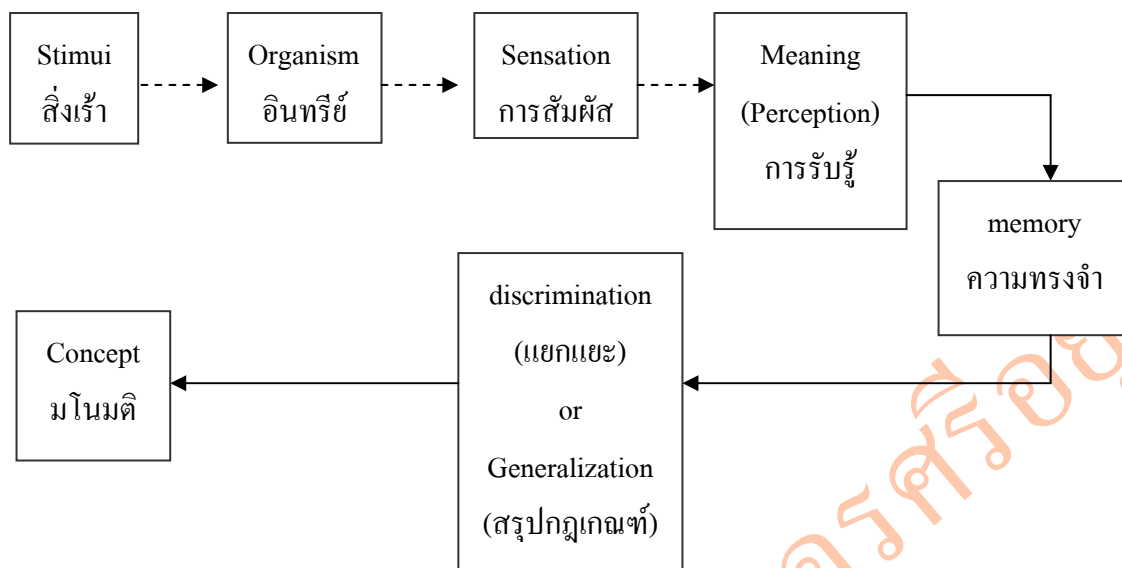 Stimui
สิ่งเร้า
Organism
อินทรีย์
Sensation
การสัมผัส
Meaning
(Perception)
การรับรู้
memory
ความทรงจำ
discrimination
(แยกแยะ)
or
Generalization
(สรุปกฎเกณฑ์)
Concept
มโนมติ